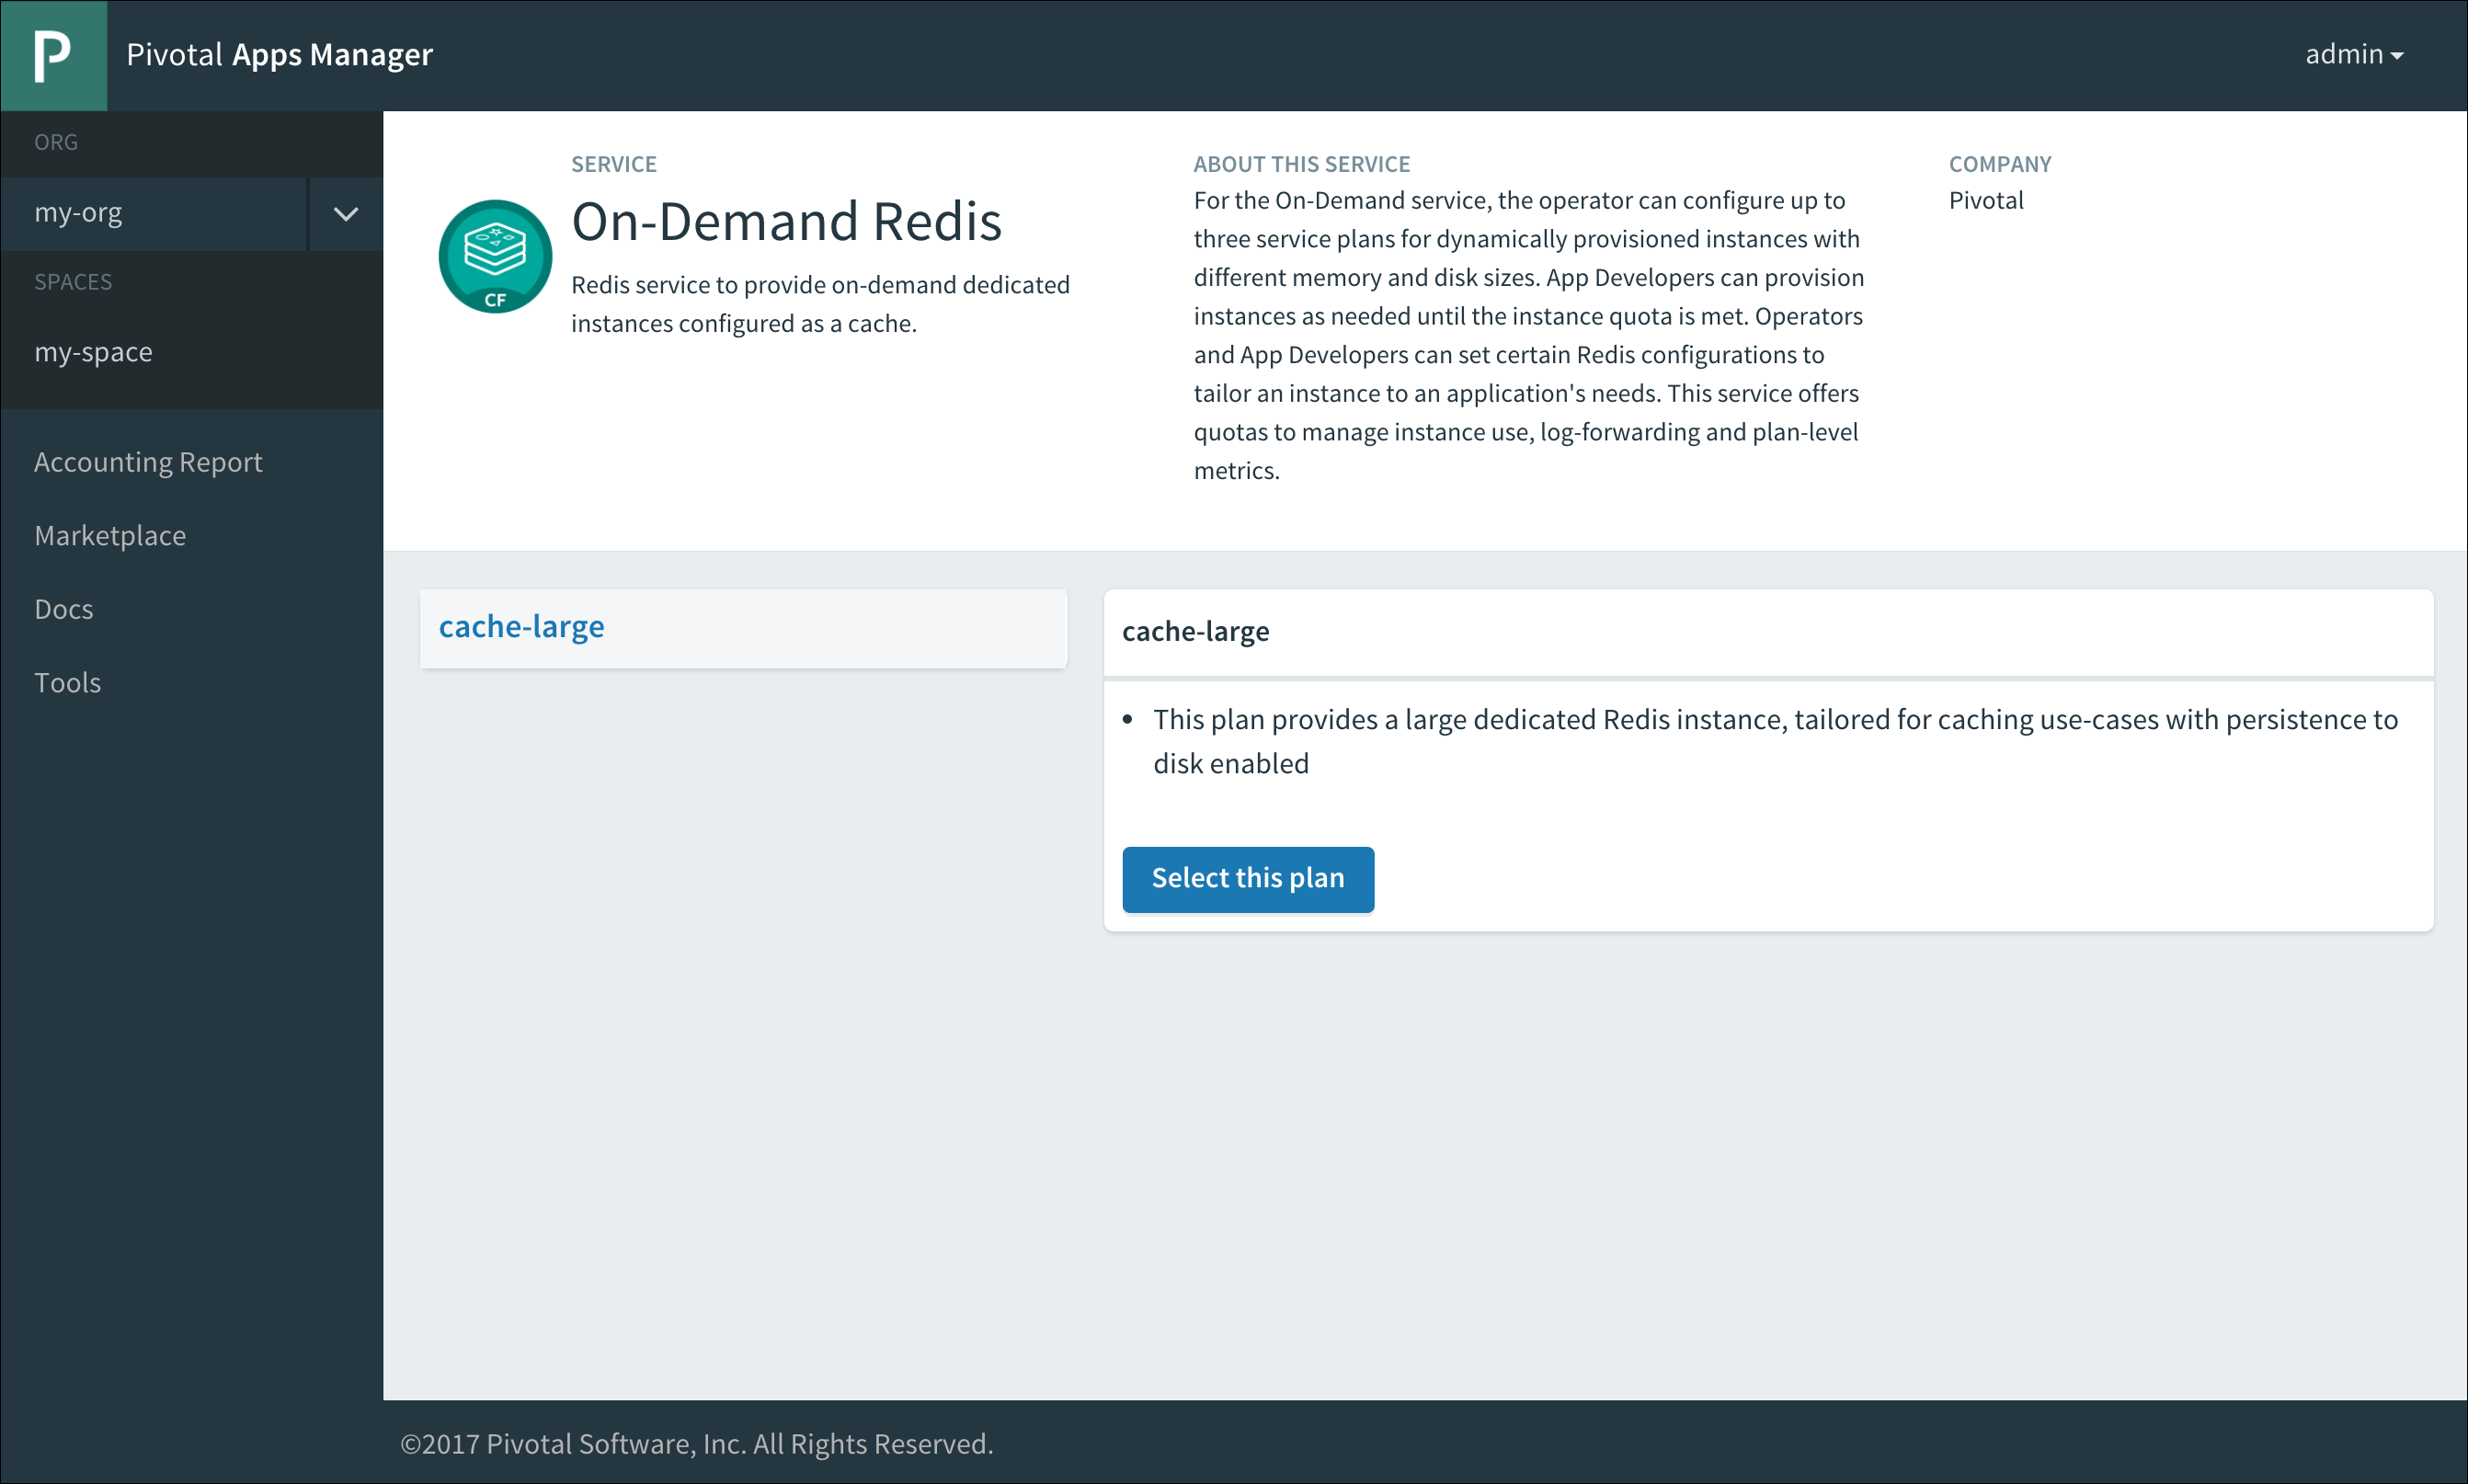 P
Pivotal Apps Manager
admin
ORG
my-org
SPACES
my-space
Accounting Report
Marketplace
Docs
Tools
SERVICE
On-Demand Redis
Redis service to provide on-demand dedicated
instances configured as a cache.
CF
ABOUT THIS SERVICE
For the On-Demand service, the operator can configure up to
three service plans for dynamically provisioned instances with
different memory and disk sizes. App Developers can provision
instances as needed until the instance quota is met. Operators
and App Developers can set certain Redis configurations to
tailor an instance to an application's needs. This service offers
quotas to manage instance use, log-forwarding and plan-level
metrics.
COMPANY
Pivotal
cache-large
cache-large
• This plan provides a large dedicated Redis instance, tailored for caching use-cases with persistence to
disk enabled
Select this plan
©2017 Pivotal Software, Inc. All Rights Reserved.